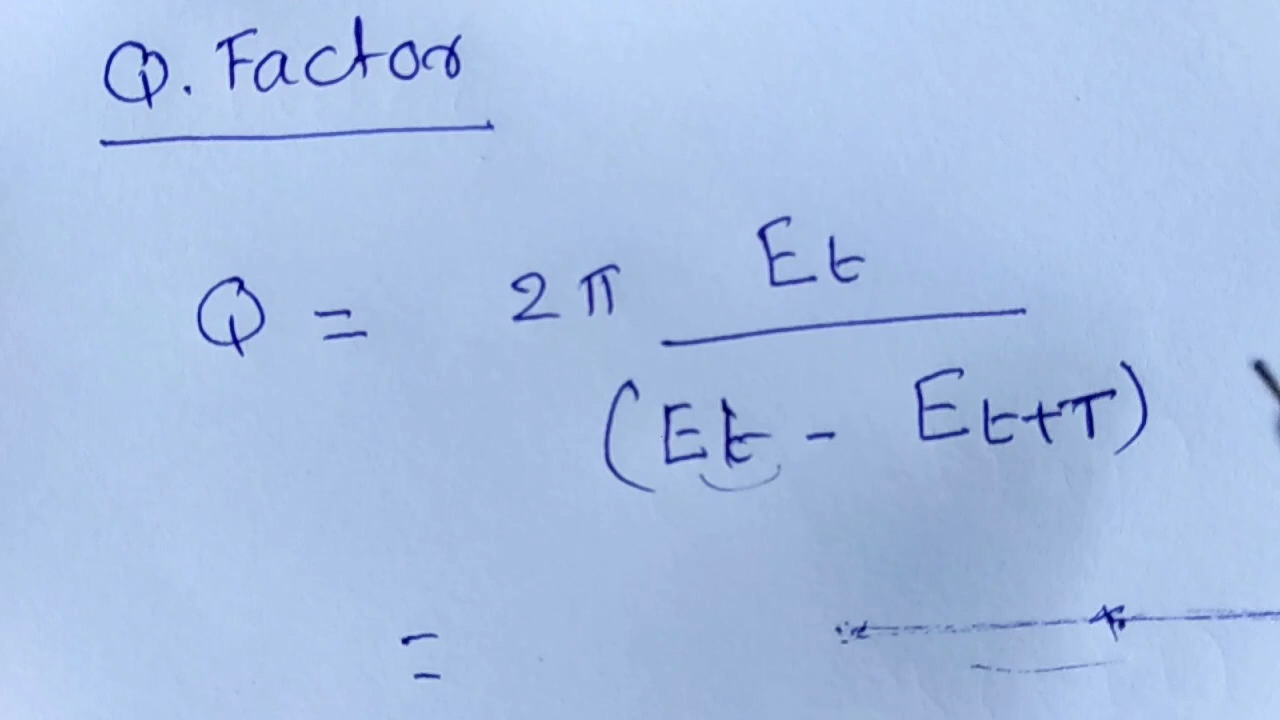 Q. Factor
Q = 2π Et / (Et - Et+T)
=